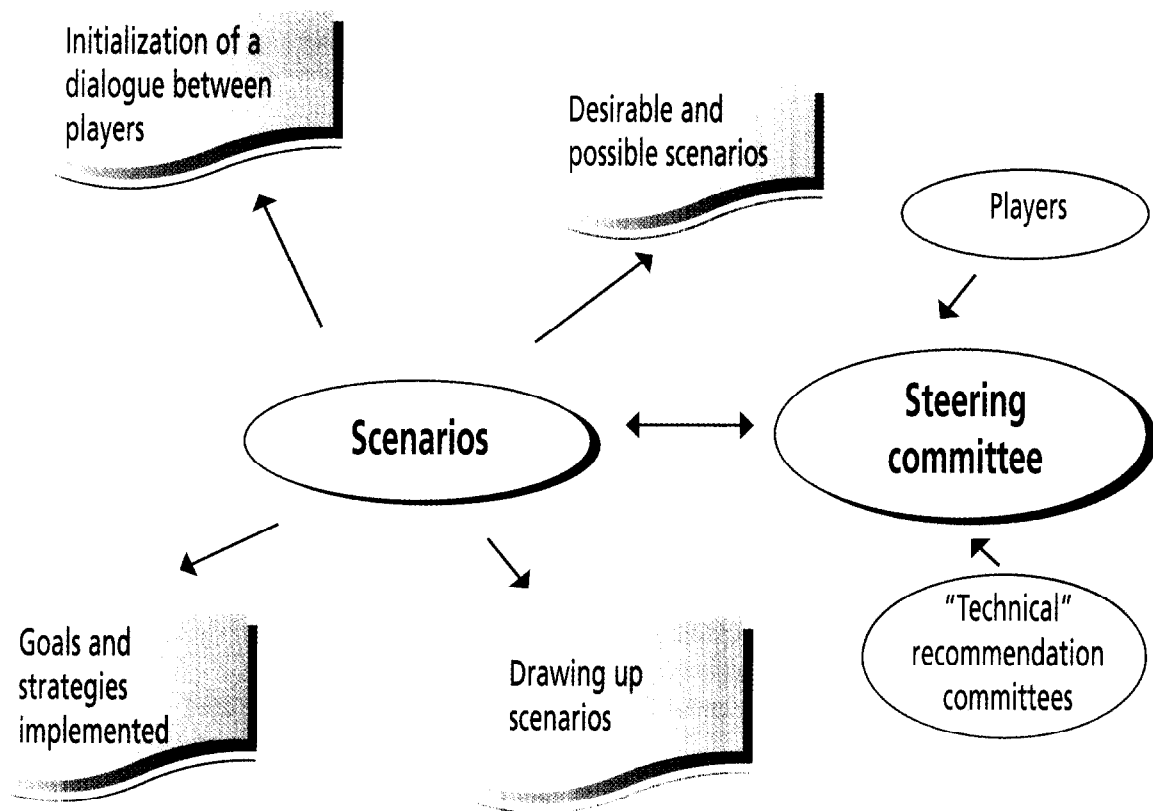 Initialization of a
dialogue between
players
Desirable and
possible scenarios
Players
Scenarios
Steering
committee
Goals and
strategies
implemented
Drawing up
scenarios
“Technical”
recommendation
committees